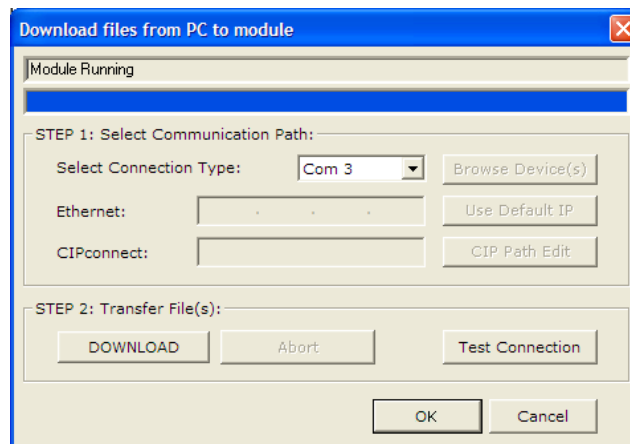 Download files from PC to module
Module Running
STEP 1: Select Communication Path:
Select Connection Type: Com 3 Browse Device(s)
Ethernet: . . . Use Default IP
CIPconnect: CIP Path Edit
STEP 2: Transfer File(s):
DOWNLOAD Abort Test Connection
OK Cancel